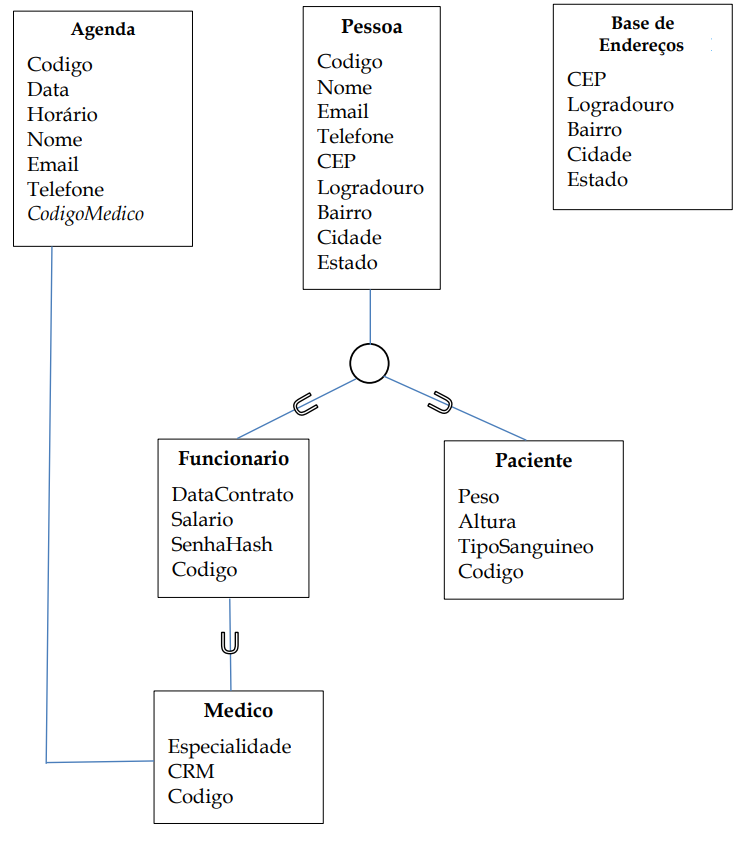 Agenda
Codigo
Data
Horário
Nome
Email
Telefone
CodigoMedico
Pessoa
Codigo
Nome
Email
Telefone
CEP
Logradouro
Bairro
Cidade
Estado
Base de
Endereços
CEP
Logradouro
Bairro
Cidade
Estado
Funcionario
DataContrato
Salario
SenhaHash
Codigo
Paciente
Peso
Altura
TipoSanguineo
Codigo
Medico
Especialidade
CRM
Codigo